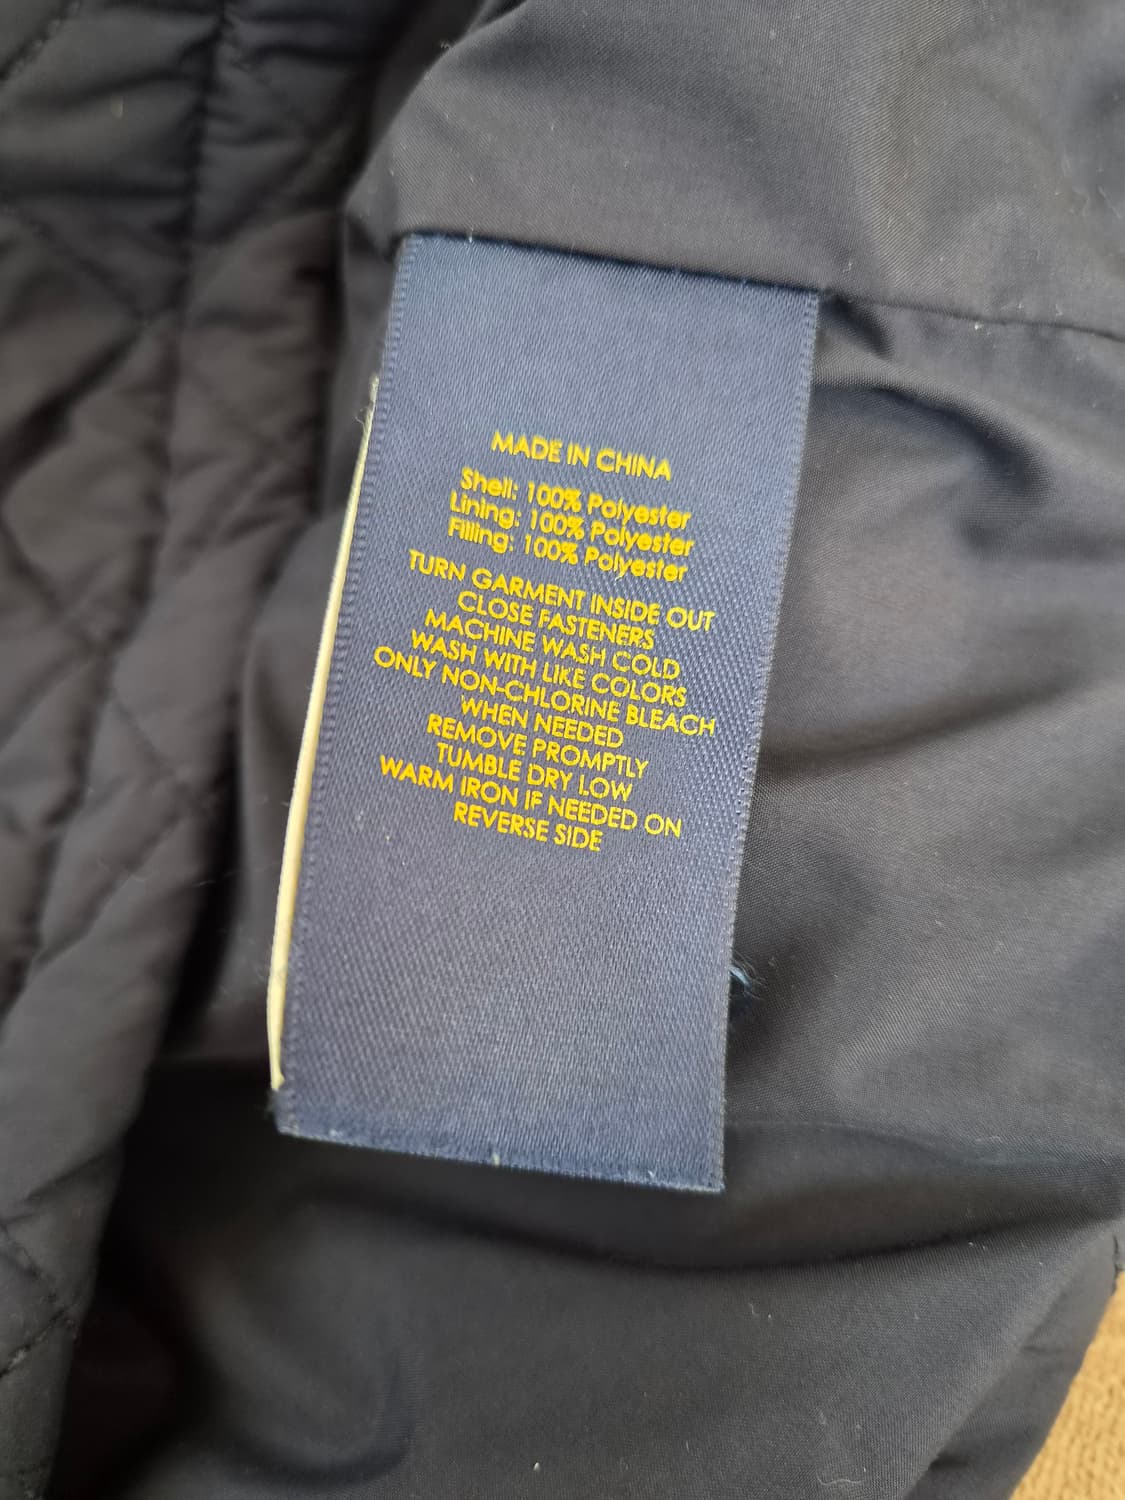 MADE IN CHINA
Shell: 100% Polyester
Lining: 100% Polyester
Filling: 100% Polyester
TURN GARMENT INSIDE OUT
CLOSE FASTENERS
MACHINE WASH COLD
WASH WITH LIKE COLORS
ONLY NON-CHLORINE BLEACH
WHEN NEEDED
REMOVE PROMPTLY
TUMBLE DRY LOW
WARM IRON IF NEEDED ON
REVERSE SIDE